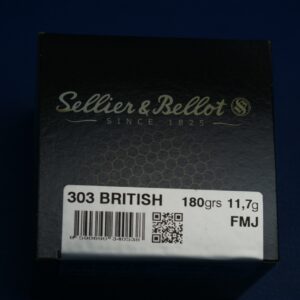 Sellier & Bellot
SINCE 1825
303 BRITISH 180grs 11,7g
FMJ